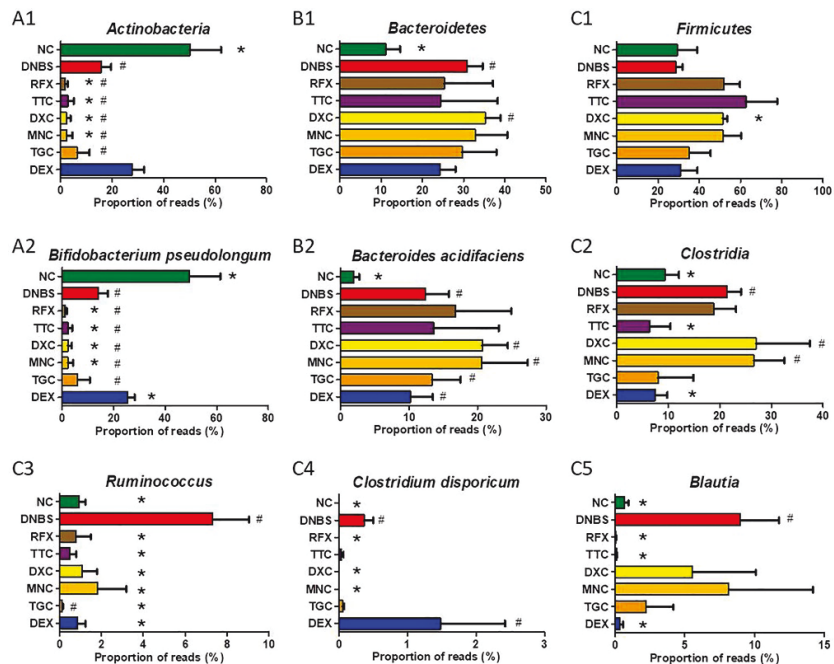 A1
Actinobacteria
NC *
DNBS #
RFX * #
TTC * #
DXC * #
MNC * #
TGC #
DEX
0 20 40 60 80
Proportion of reads (%)
B1
Bacteroidetes
NC *
DNBS #
RFX
TTC
DXC #
MNC
TGC
DEX
0 10 20 30 40 50
Proportion of reads (%)
C1
Firmicutes
NC
DNBS
RFX
TTC
DXC *
MNC
TGC
DEX
0 20 40 60 80 100
Proportion of reads (%)
A2
Bifidobacterium pseudolongum
NC *
DNBS #
RFX * #
TTC * #
DXC * #
MNC * #
TGC #
DEX *
0 20 40 60 80
Proportion of reads (%)
B2
Bacteroides acidifaciens
NC *
DNBS #
RFX
TTC
DXC #
MNC #
TGC #
DEX #
0 10 20 30
Proportion of reads (%)
C2
Clostridia
NC *
DNBS #
RFX
TTC *
DXC #
MNC #
TGC
DEX *
0 10 20 30 40
Proportion of reads (%)
C3
Ruminococcus
NC *
DNBS #
RFX *
TTC *
DXC *
MNC *
TGC # *
DEX *
0 2 4 6 8 10
Proportion of reads (%)
C4
Clostridium disporicum
NC *
DNBS #
RFX *
TTC
DXC *
MNC *
TGC
DEX #
0 1 2 3
Proportion of reads (%)
C5
Blautia
NC *
DNBS #
RFX *
TTC *
DXC
MNC
TGC
DEX *
0 5 10 15
Proportion of reads (%)